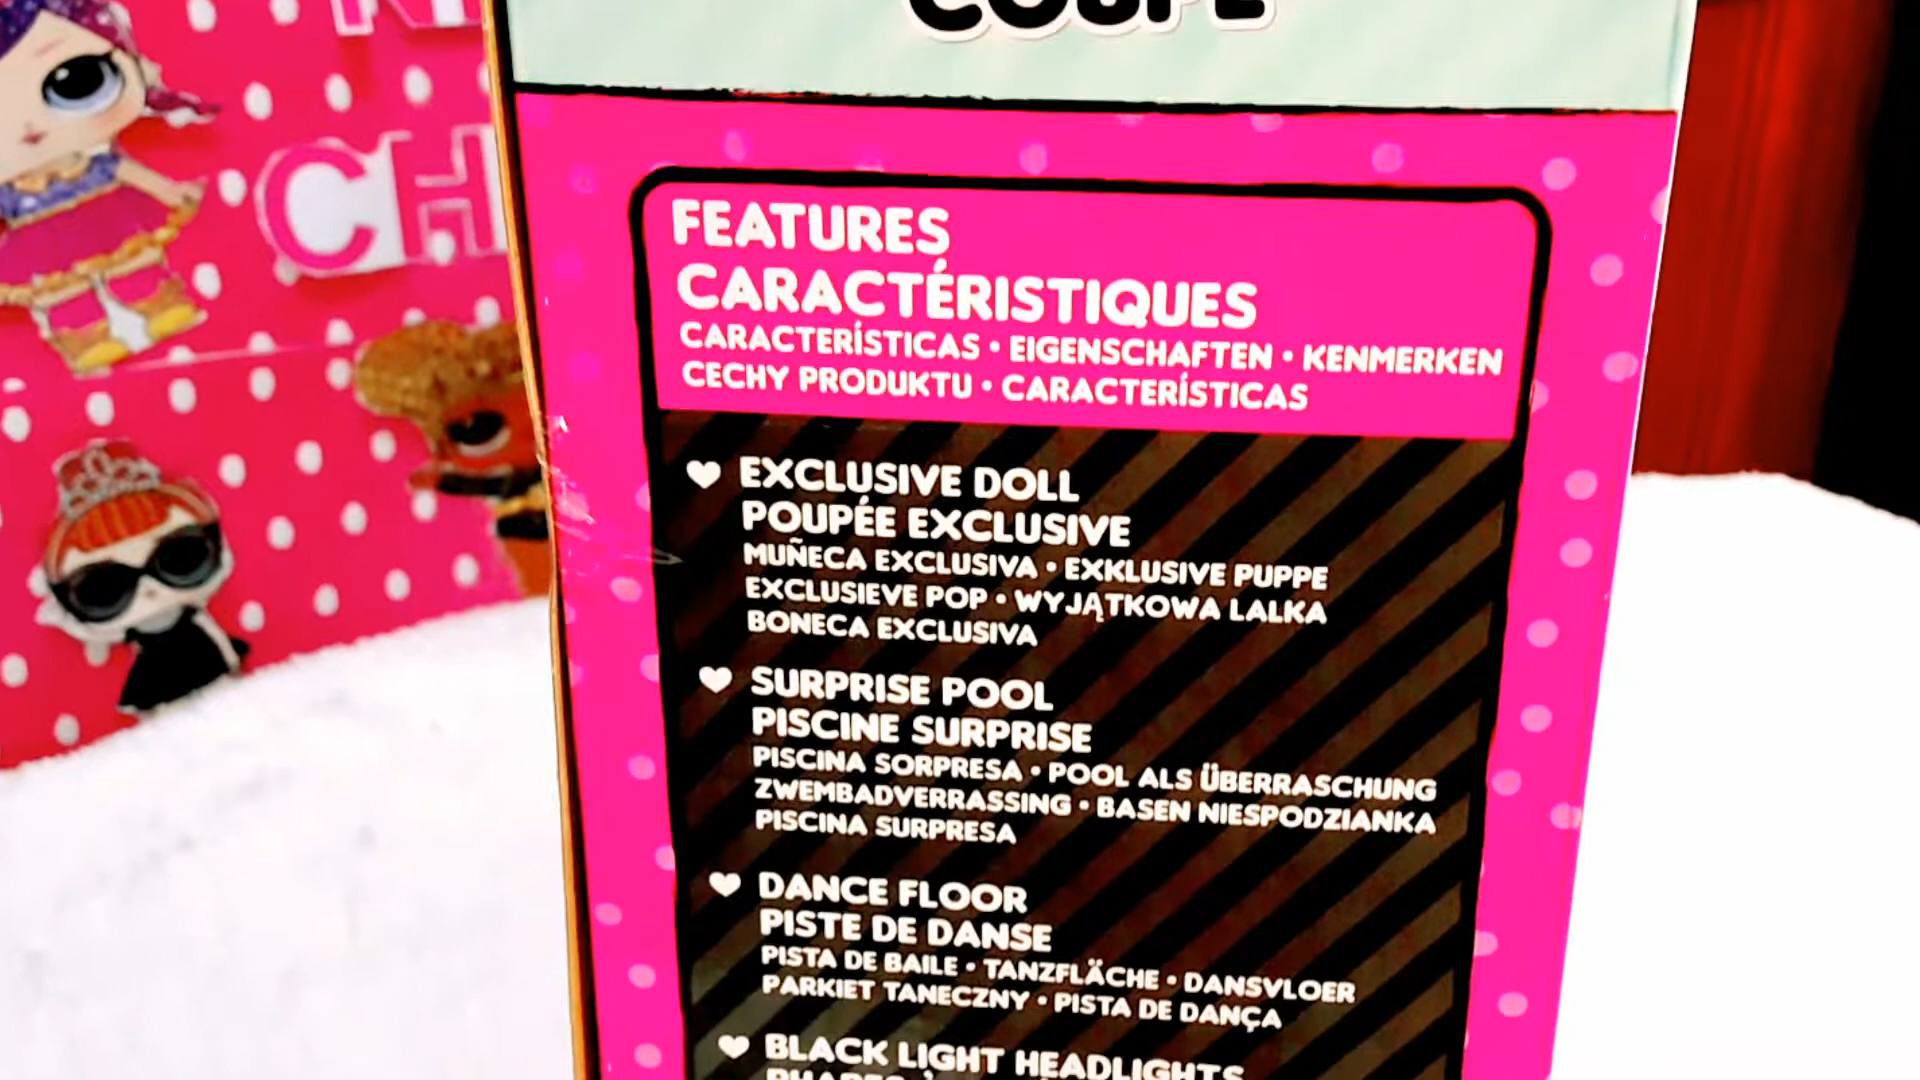 COUPE
CH
FEATURES
CARACTÉRISTIQUES
CARACTERÍSTICAS • EIGENSCHAFTEN • KENMERKEN
CECHY PRODUKTU • CARACTERÍSTICAS
EXCLUSIVE DOLL
POUPÉE EXCLUSIVE
MUÑECA EXCLUSIVA • EXKLUSIVE PUPPE
EXCLUSIEVE POP • WYJĄTKOWA LALKA
BONECA EXCLUSIVA
SURPRISE POOL
PISCINE SURPRISE
PISCINA SORPRESA • POOL ALS ÜBERRASCHUNG
ZWEMBADVERRASSING • BASEN NIESPODZIANKA
PISCINA SURPRESA
DANCE FLOOR
PISTE DE DANSE
PISTA DE BAILE • TANZFLÄCHE • DANSVLOER
PARKIET TANECZNY • PISTA DE DANÇA
BLACK LIGHT HEADLIGHTS